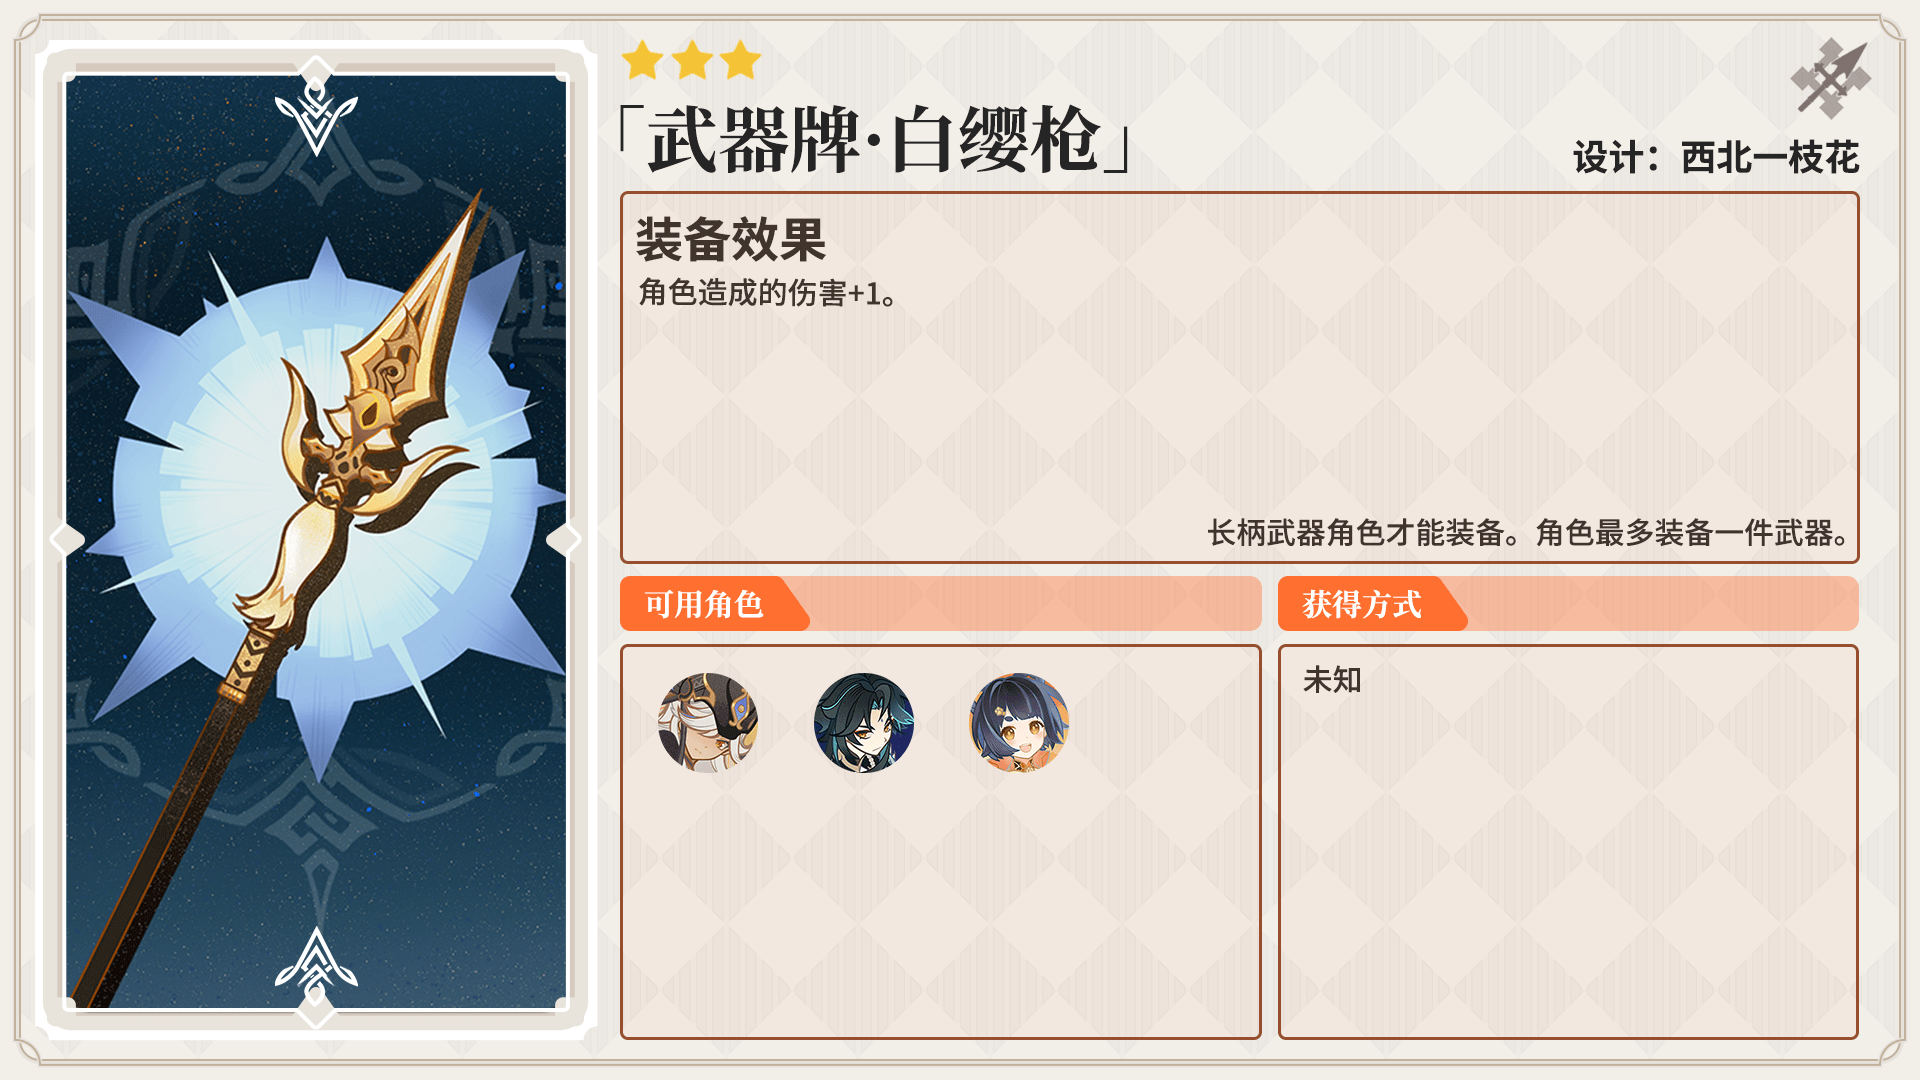 「武器牌·白缨枪」
设计：西北一枝花
装备效果
角色造成的伤害+1。
长柄武器角色才能装备。角色最多装备一件武器。
可用角色
获得方式
未知